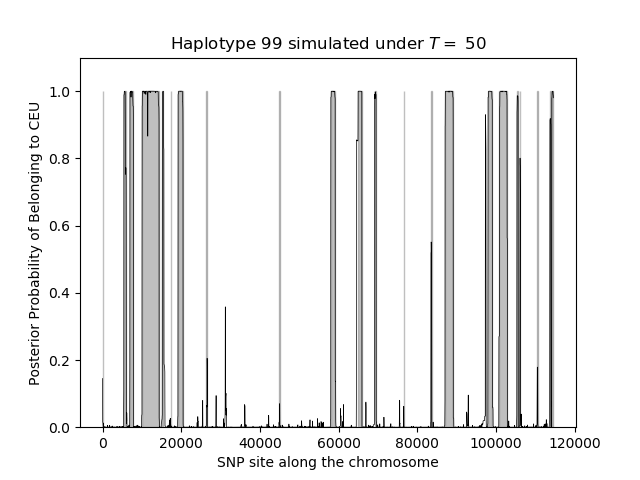 Haplotype 99 simulated under T = 50
Posterior Probability of Belonging to CEU
1.0
0.8
0.6
0.4
0.2
0.0
0 20000 40000 60000 80000 100000 120000
SNP site along the chromosome